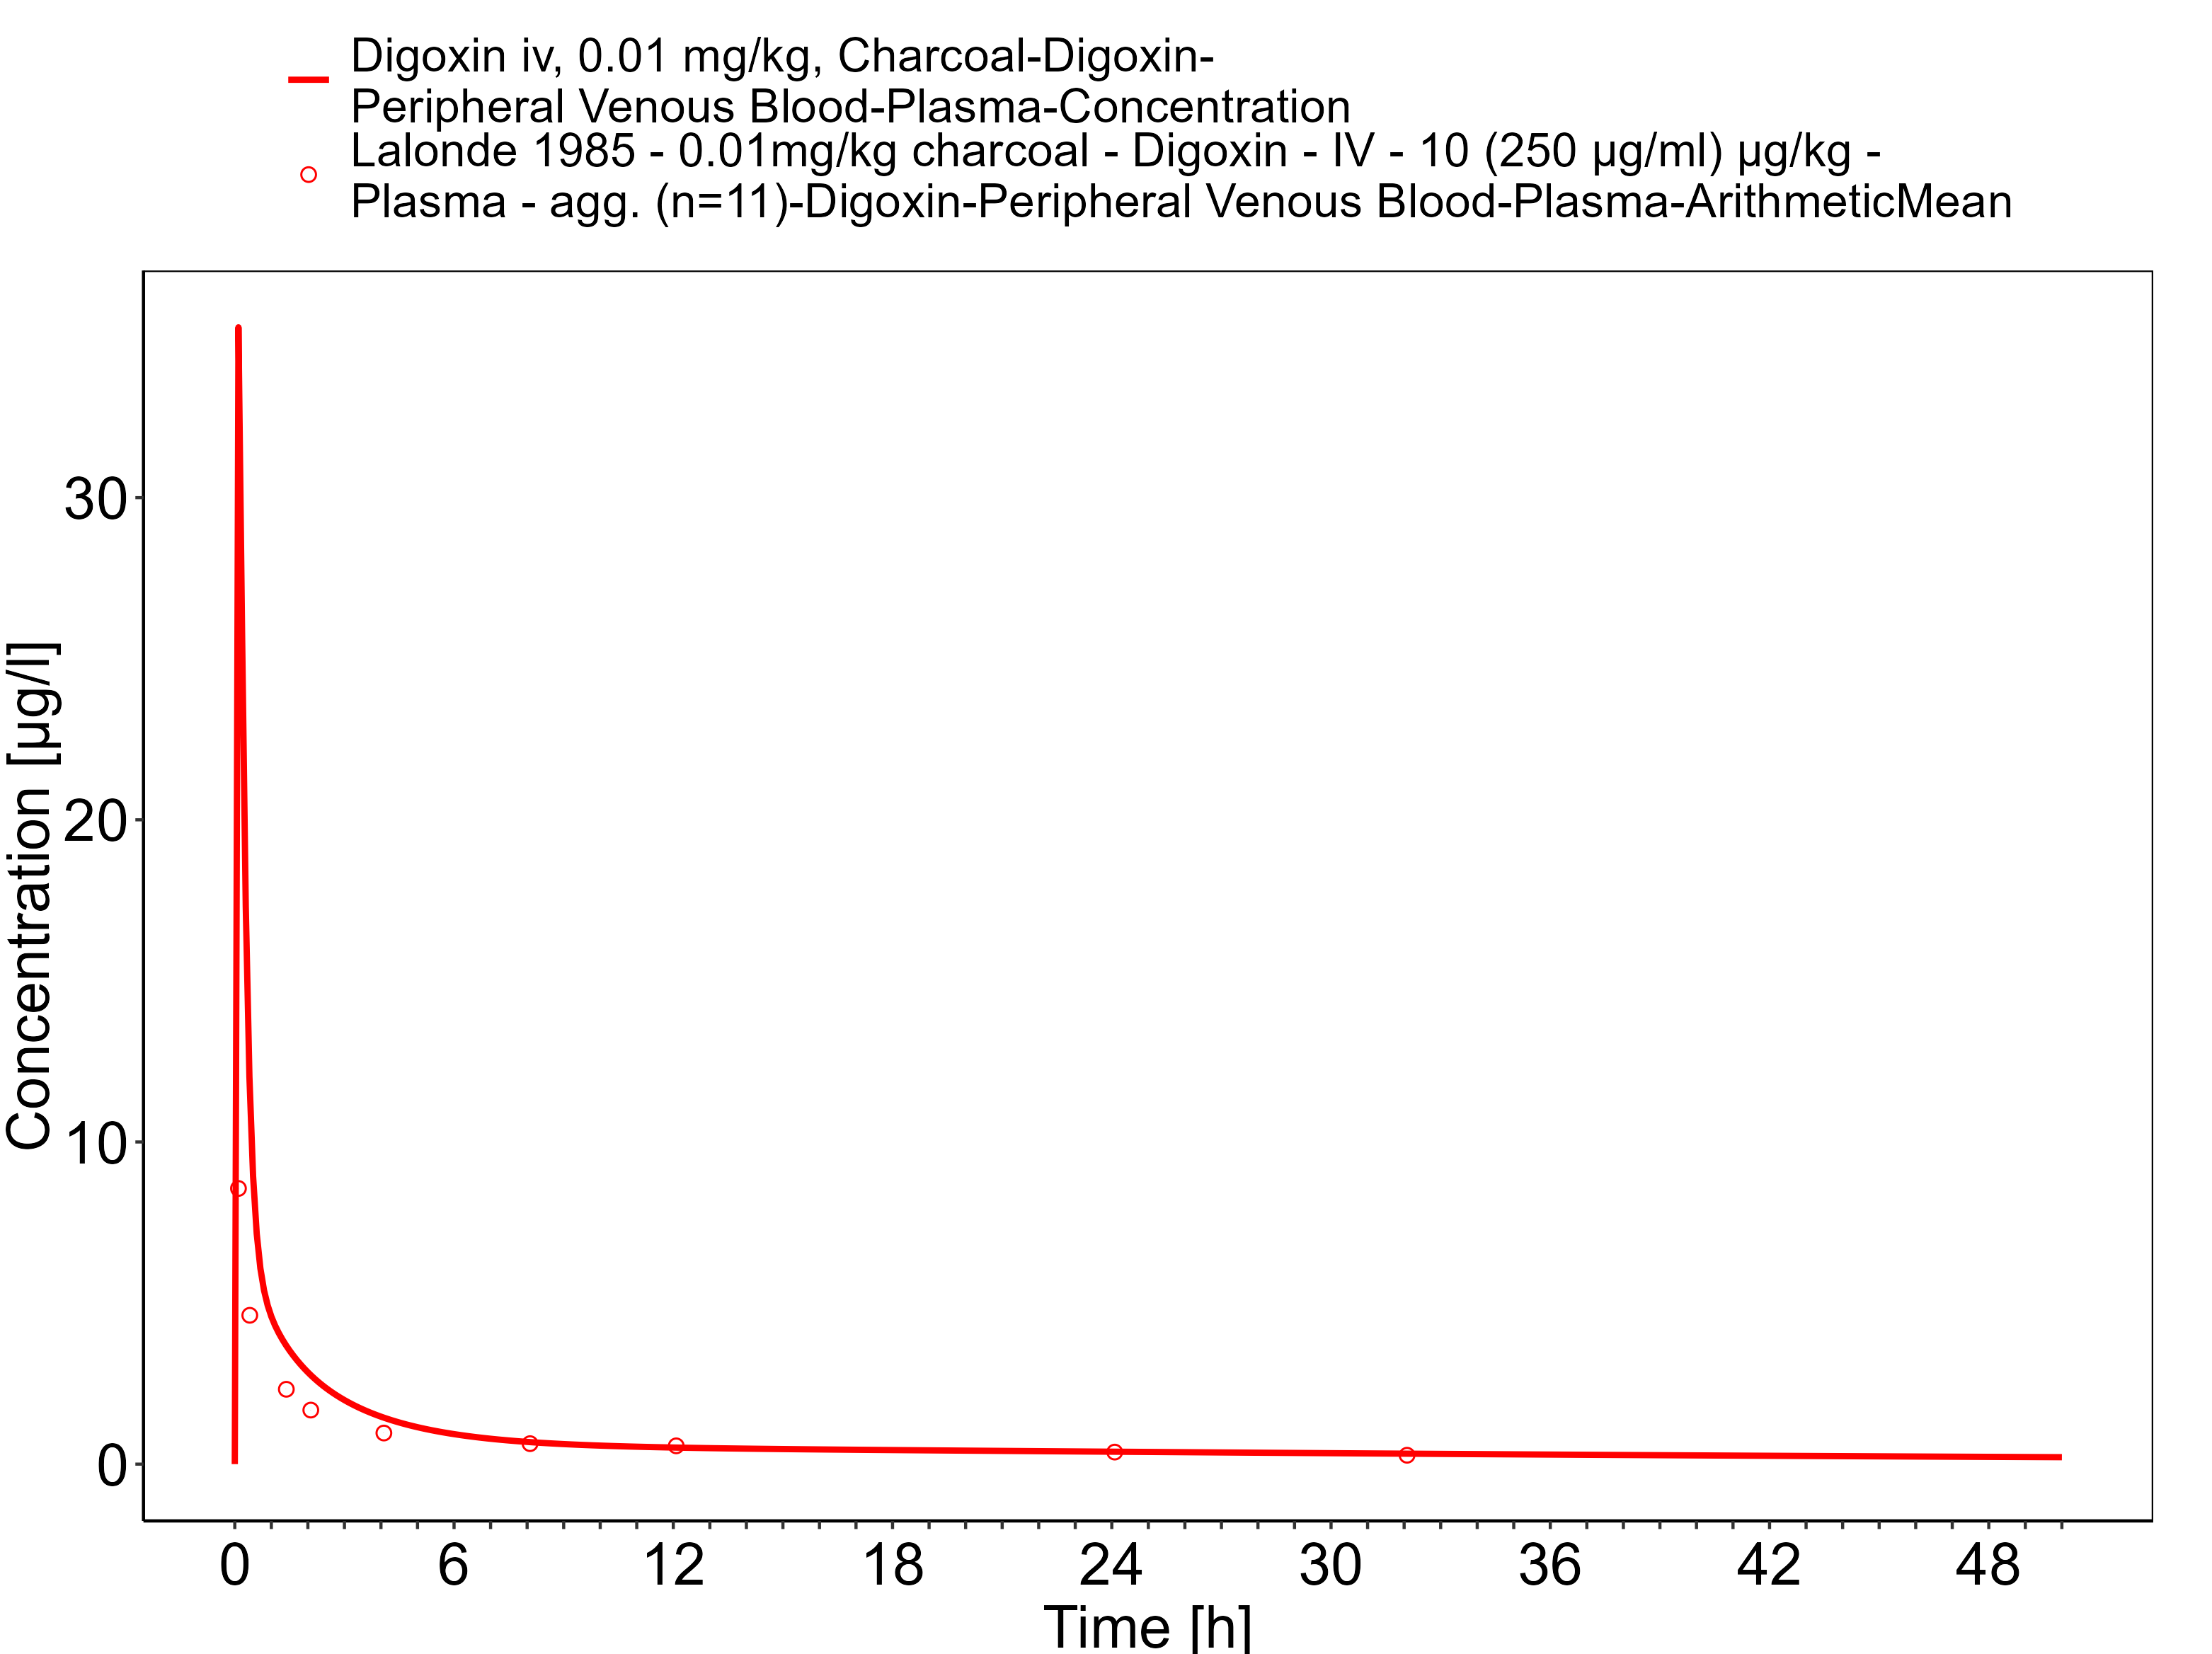 Digoxin iv, 0.01 mg/kg, Charcoal-Digoxin-
Peripheral Venous Blood-Plasma-Concentration
Lalonde 1985 - 0.01mg/kg charcoal - Digoxin - IV - 10 (250 µg/ml) µg/kg -
Plasma - agg. (n=11)-Digoxin-Peripheral Venous Blood-Plasma-ArithmeticMean
Concentration [µg/l]
30
20
10
0
0 6 12 18 24 30 36 42 48
Time [h]